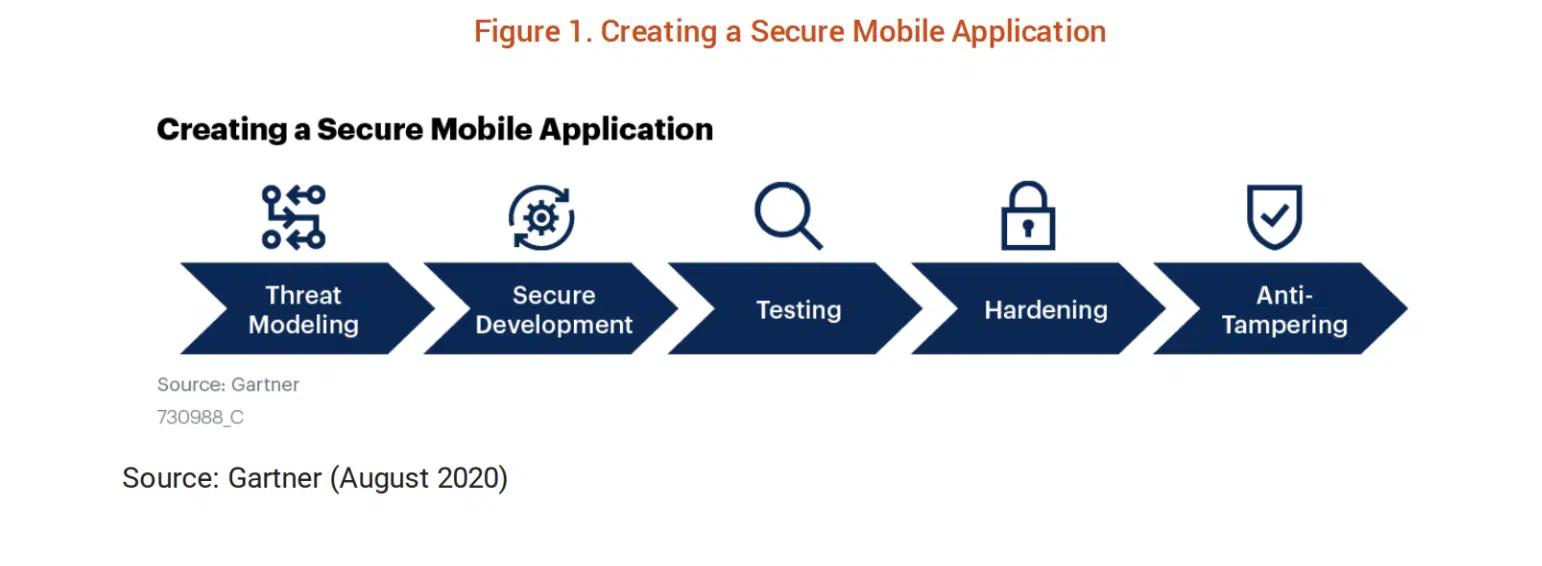 Figure 1. Creating a Secure Mobile Application
Creating a Secure Mobile Application
Threat
Modeling
Secure
Development
Testing
Hardening
Anti-
Tampering
Source: Gartner
730988_C
Source: Gartner (August 2020)